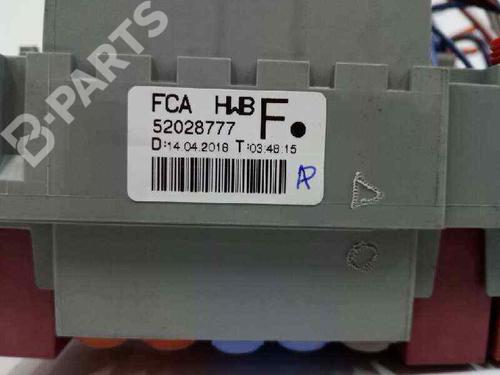 B-PARTS
FCA HWB F.
52028777
D:14.04.2018 T:03:48:15
AP